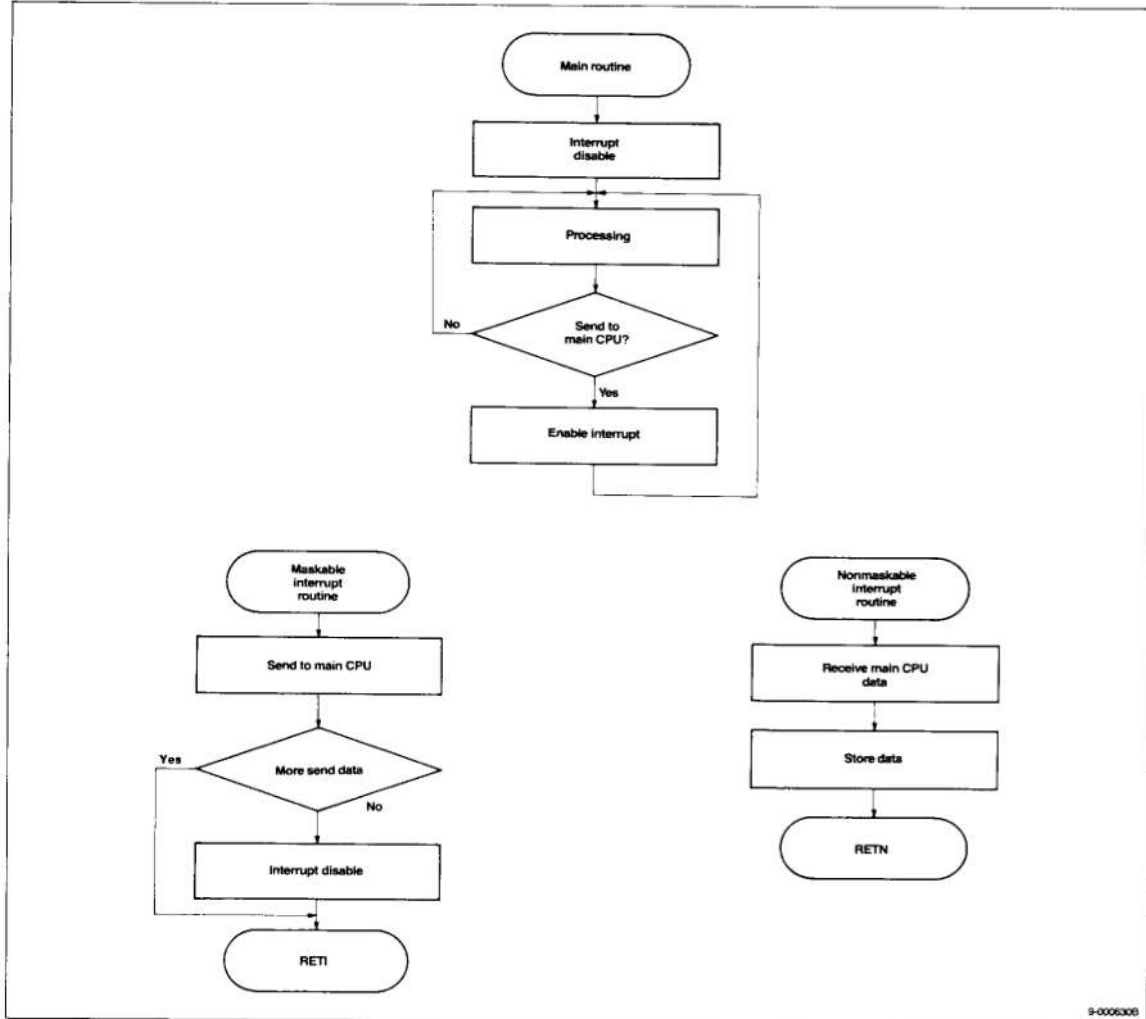 Main routine
Interrupt
disable
Processing
No
Send to
main CPU?
Yes
Enable interrupt
Maskable
interrupt
routine
Send to main CPU
Yes
More send data
No
Interrupt disable
RETI
Nonmaskable
interrupt
routine
Receive main CPU
data
Store data
RETN
9-000630B